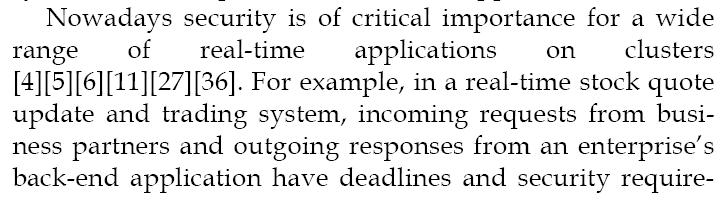 Nowadays security is of critical importance for a wide
range of real-time applications on clusters
[4][5][6][11][27][36]. For example, in a real-time stock quote
update and trading system, incoming requests from busi-
ness partners and outgoing responses from an enterprise's
back-end application have deadlines and security require-